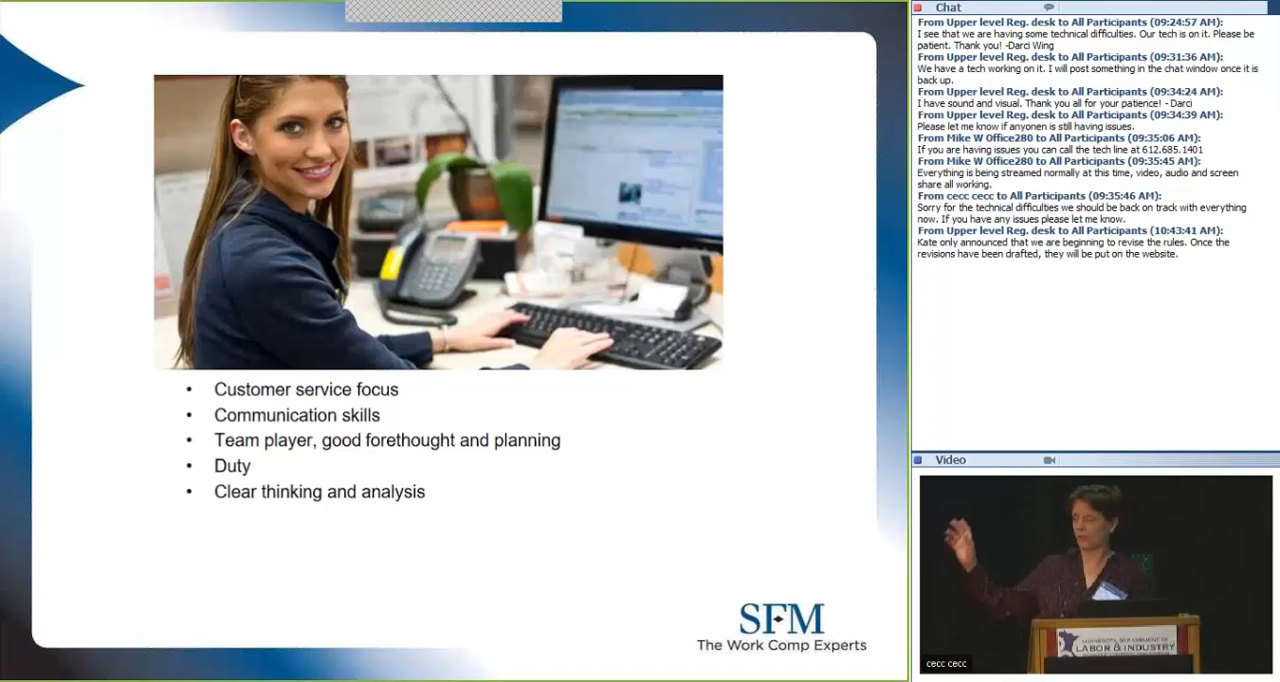 Customer service focus
Communication skills
Team player, good forethought and planning
Duty
Clear thinking and analysis
SFM
The Work Comp Experts
Chat
From Upper level Reg. desk to All Participants (09:24:57 AM):
I see that we are having some technical difficulties. Our tech is on it. Please be
patient. Thank you! -Darci Wing
From Upper level Reg. desk to All Participants (09:31:36 AM):
We have a tech working on it. I will post something in the chat window once it is
back up.
From Upper level Reg. desk to All Participants (09:34:24 AM):
I have sound and visual. Thank you all for your patience! - Darci
From Upper level Reg. desk to All Participants (09:34:39 AM):
Please let me know if anyonen is still having issues.
From Mike W Office280 to All Participants (09:35:06 AM):
If you are having issues you can call the tech line at 612.685.1401
From Mike W Office280 to All Participants (09:35:45 AM):
Everything is being streamed normally at this time, video, audio and screen
share all working.
From cecc cecc to All Participants (09:35:46 AM):
Sorry for the technical difficulties we should be back on track with everything
now. If you have any issues please let me know.
From Upper level Reg. desk to All Participants (10:43:41 AM):
Kate only announced that we are beginning to revise the rules. Once the
revisions have been drafted, they will be put on the website.
Video
MINNESOTA DEPARTMENT OF
LABOR & INDUSTRY
cecc cecc